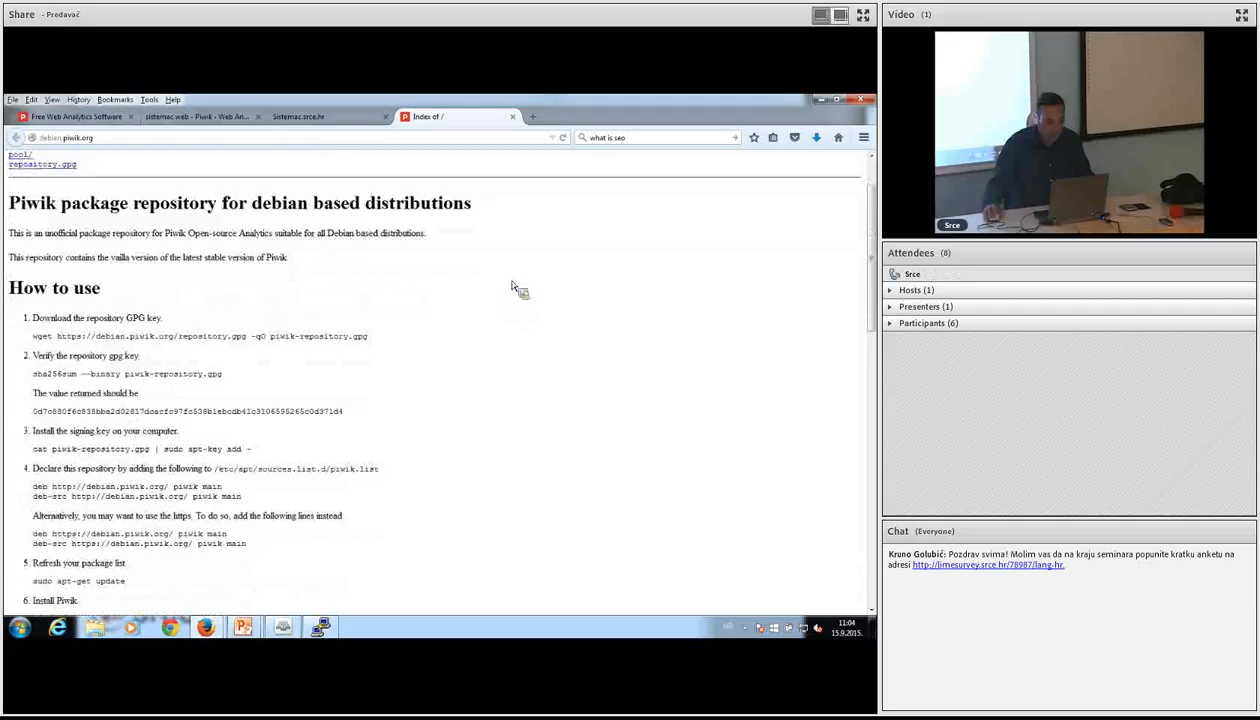 Share - Predavač
File Edit View History Bookmarks Tools Help
Free Web Analytics Software
sistemac web - Piwik › Web An...
Sistemac.srce.hr
Index of /
debian.piwik.org
what is seo
pool/
repository.gpg
Piwik package repository for debian based distributions
This is an unofficial package repository for Piwik Open-source Analytics suitable for all Debian based distributions.
This repository contains the vailla version of the latest stable version of Piwik.
How to use
1. Download the repository GPG key.
wget https://debian.piwik.org/repository.gpg -qO piwik-repository.gpg
2. Verify the repository gpg key.
sha256sum --binary piwik-repository.gpg
The value returned should be
3. Install the signing key on your computer.
cat piwik-repository.gpg | sudo apt-key add -
4. Declare this repository by adding the following to /etc/apt/sources.list.d/piwik.list
deb http://debian.piwik.org/ piwik main
deb-src http://debian.piwik.org/ piwik main
Alternatively, you may want to use the https. To do so, add the following lines instead
deb https://debian.piwik.org/ piwik main
deb-src https://debian.piwik.org/ piwik main
5. Refresh your package list
sudo apt-get update
6. Install Piwik.
HR
11:04
15.9.2015.
Video (1)
Srce
Attendees (8)
Srce
Hosts (1)
Presenters (1)
Participants (6)
Chat (Everyone)
Kruno Golubić: Pozdrav svima! Molim vas da na kraju seminara popunite kratku anketu na
adresi http://limesurvey.srce.hr/78987/lang-hr.